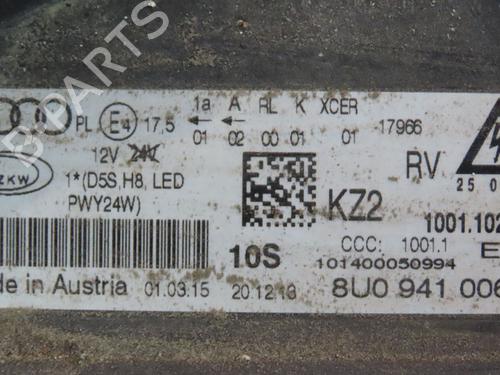 1a A RL K XCER
PL E4 17,5 01 02 00 01 01 17966
12V 24V
ZKW
1*(D5S, H8, LED
PWY24W)
RV
25 0
KZ2
1001.102
10S
CCC: 1001.1
E
101400050994
de in Austria 01.03.15 20.12.13 8U0 941 006
B-PARTS